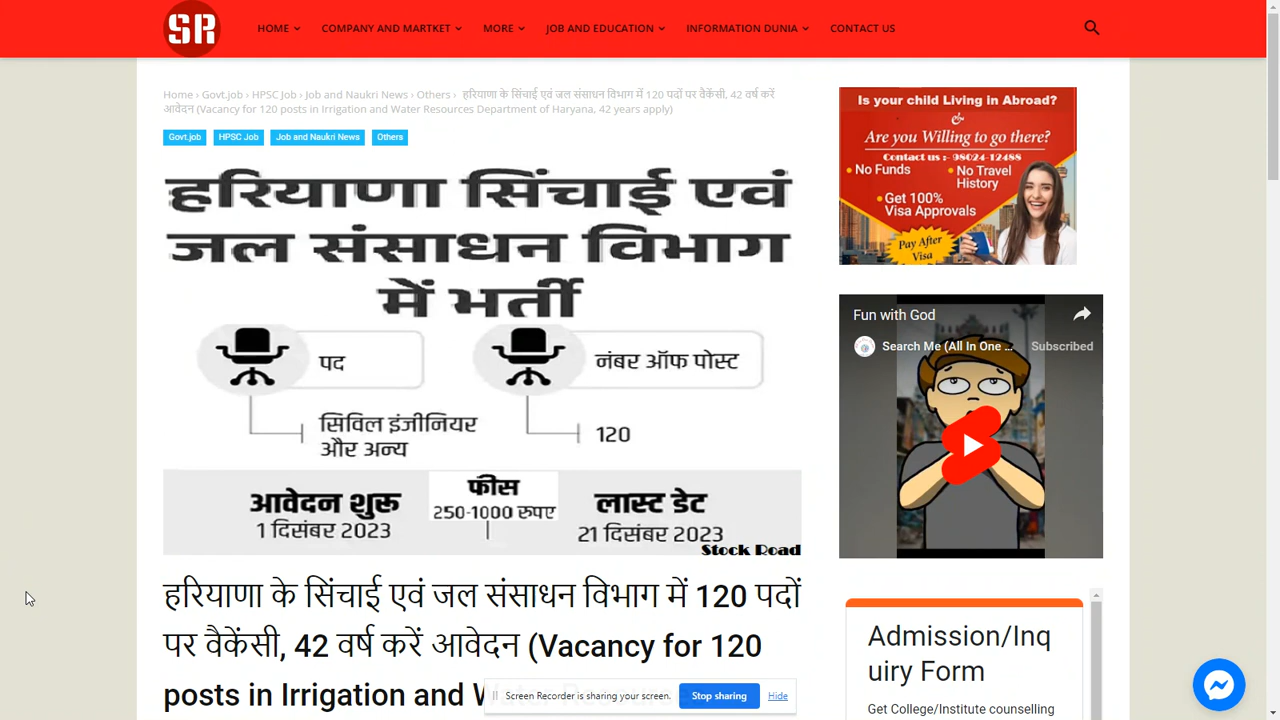 SR
HOME
COMPANY AND MARTKET
MORE
JOB AND EDUCATION
INFORMATION DUNIA
CONTACT US
Home › Govt.job › HPSC Job › Job and Naukri News › Others › हरियाणा के सिंचाई एवं जल संसाधन विभाग में 120 पदों पर वैकेंसी, 42 वर्ष करें
आवेदन (Vacancy for 120 posts in Irrigation and Water Resources Department of Haryana, 42 years apply)
Govt.job
HPSC Job
Job and Naukri News
Others
हरियाणा सिंचाई एवं
जल संसाधन विभाग
में भर्ती
पद
नंबर ऑफ पोस्ट
सिविल इंजीनियर
और अन्य
120
आवेदन शुरू
1 दिसंबर 2023
फीस
250-1000 रुपए
लास्ट डेट
21 दिसंबर 2023
Stock Road
हरियाणा के सिंचाई एवं जल संसाधन विभाग में 120 पदों
पर वैकेंसी, 42 वर्ष करें आवेदन (Vacancy for 120
posts in Irrigation and
Is your child Living in Abroad?
&
Are you Willing to go there?
Contact us :- 98024-12488
No Funds
No Travel
History
Get 100%
Visa Approvals
Pay After
Visa
Fun with God
Search Me (All In One ...
Subscribed
Admission/Inq
uiry Form
Get College/Institute counselling
Screen Recorder is sharing your screen.
Stop sharing
Hide